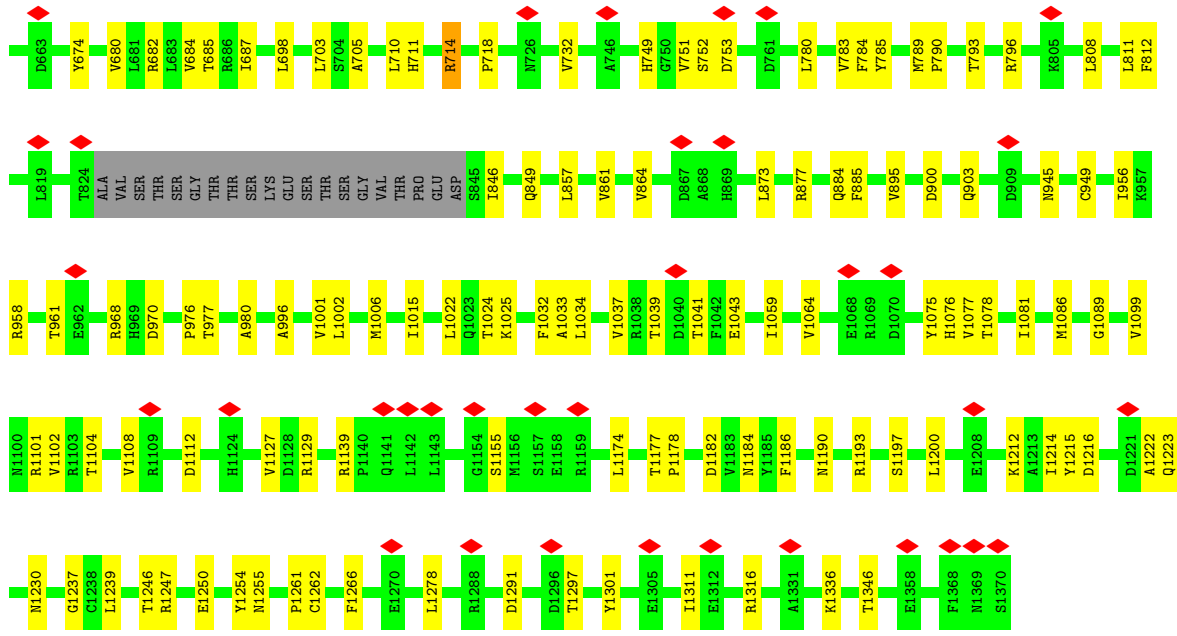 D663 Y674 V680 L681 R682 L683 V684 T685 R686 I687 L698 L703 S704 A705 L710 H711 R714 P718 N726 V732 A746 H749 G750 V751 S752 D753 D761 L780 V783 F784 Y785 M789 P790 T793 R796 K805 L808 L811 F812
L819 T824 ALA VAL SER THR SER GLY THR THR SER LYS GLU SER THR SER GLY VAL THR PRO GLU ASP S845 I846 Q849 L857 V861 V864 D867 A868 H869 L873 R877 Q884 F885 V895 D900 Q903 D909 N945 C949 I956 K957
R958 T961 E962 R968 H969 D970 P976 T977 A980 A996 V1001 L1002 M1006 I1015 L1022 Q1023 T1024 K1025 F1032 A1033 L1034 V1037 R1038 T1039 D1040 T1041 F1042 E1043 I1059 V1064 E1068 R1069 D1070 Y1075 H1076 V1077 T1078 I1081 M1086 G1089 V1099
N1100 R1101 V1102 R1103 T1104 V1108 R1109 D1112 H1124 V1127 D1128 R1129 R1139 P1140 Q1141 L1142 L1143 G1154 S1155 M1156 S1157 E1158 R1159 L1174 T1177 P1178 D1182 V1183 N1184 Y1185 F1186 N1190 R1193 S1197 L1200 E1208 K1212 A1213 I1214 Y1215 D1216 D1221 A1222 Q1223
N1230 G1237 C1238 L1239 T1246 R1247 E1250 Y1254 N1255 P1261 C1262 F1266 E1270 L1278 R1288 D1291 D1296 T1297 Y1301 E1305 I1311 E1312 R1316 A1331 K1336 T1346 E1358 F1368 N1369 S1370